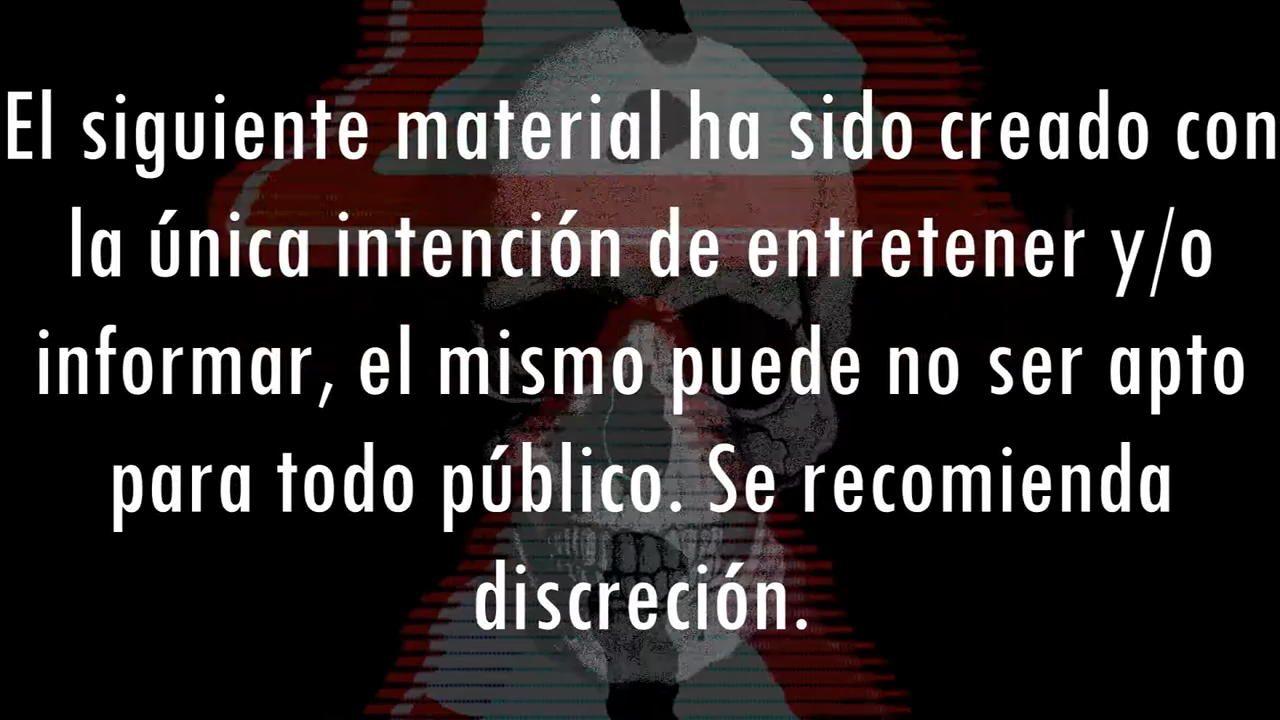 El siguiente material ha sido creado con
la única intención de entretener y/o
informar, el mismo puede no ser apto
para todo público. Se recomienda
discreción.